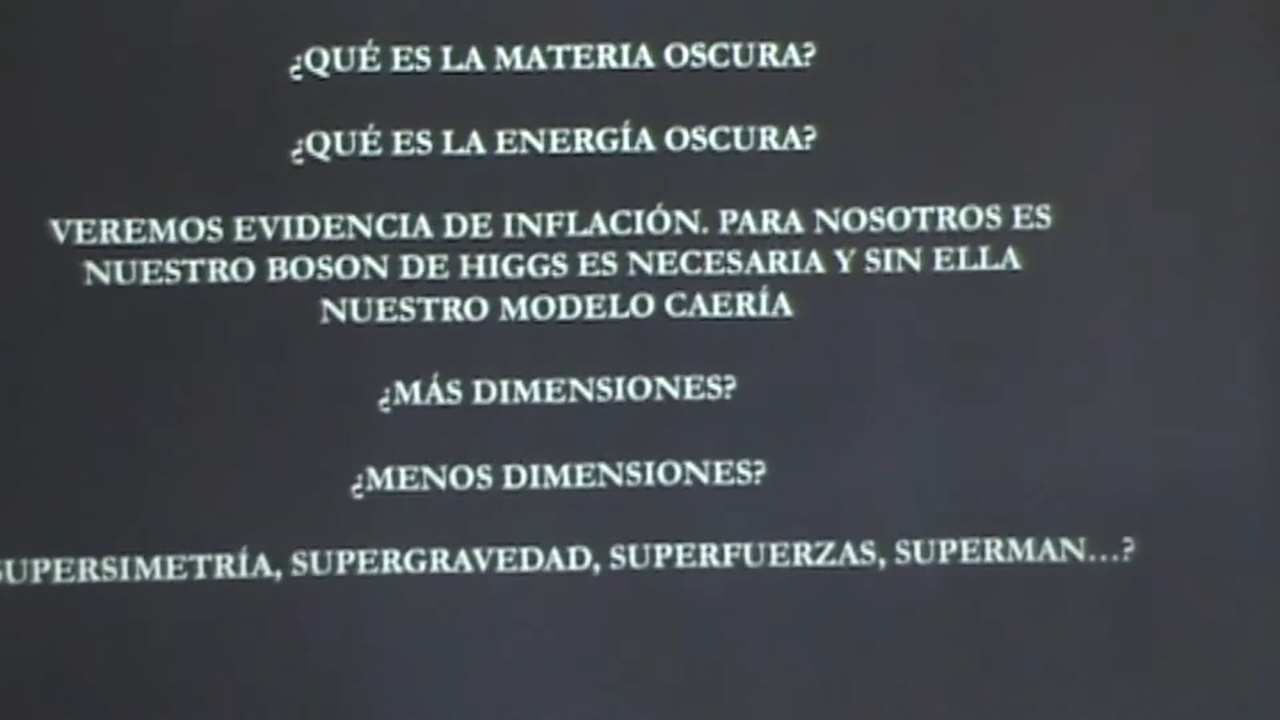 ¿QUÉ ES LA MATERIA OSCURA?
¿QUÉ ES LA ENERGÍA OSCURA?
VEREMOS EVIDENCIA DE INFLACIÓN. PARA NOSOTROS ES
NUESTRO BOSON DE HIGGS ES NECESARIA Y SIN ELLA
NUESTRO MODELO CAERÍA
¿MÁS DIMENSIONES?
¿MENOS DIMENSIONES?
SUPERSIMETRÍA, SUPERGRAVEDAD, SUPERFUERZAS, SUPERMAN...?